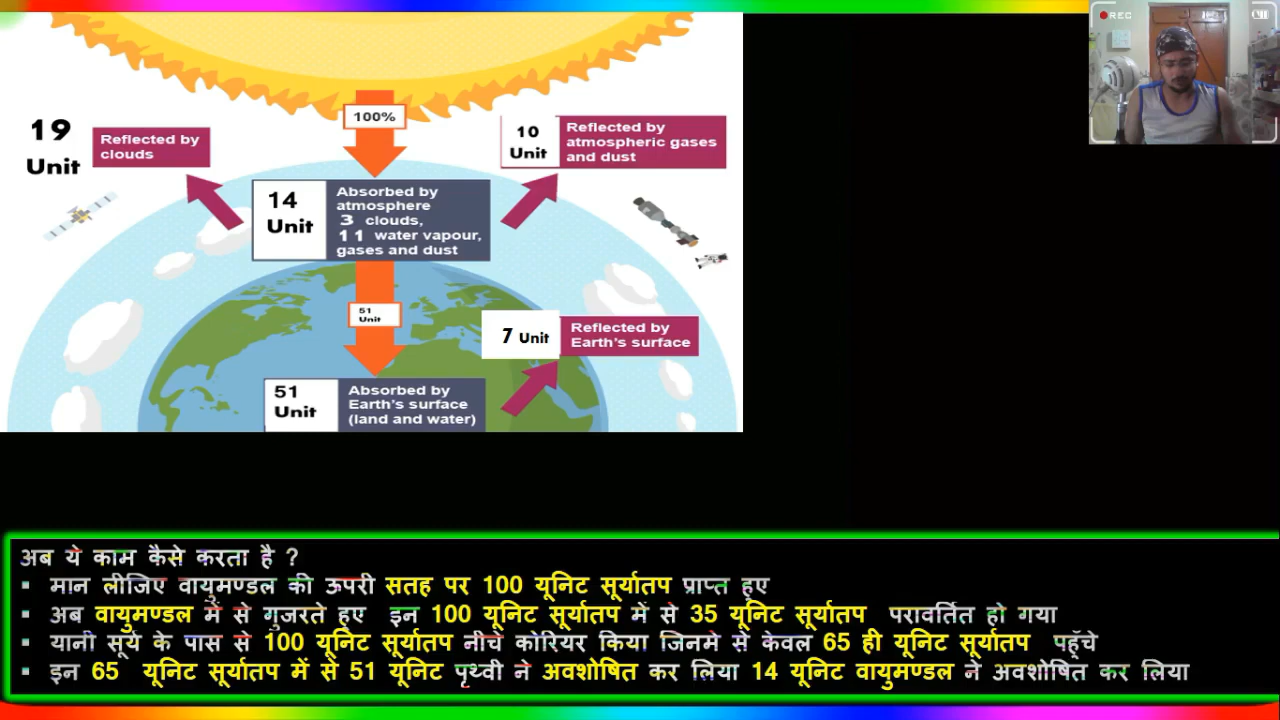 REC
100%
19
Unit
Reflected by
clouds
10
Unit
Reflected by
atmospheric gases
and dust
14
Unit
Absorbed by
atmosphere
3 clouds,
11 water vapour,
gases and dust
51
Unit
7 Unit
Reflected by
Earth's surface
51
Unit
Absorbed by
Earth's surface
(land and water)
अब ये काम कैसे करता है ?
▪ मान लीजिए वायुमण्डल की ऊपरी सतह पर 100 यूनिट सूर्यातप प्राप्त हुए
▪ अब वायुमण्डल में से गुजरते हुए इन 100 यूनिट सूर्यातप में से 35 यूनिट सूर्यातप परावर्तित हो गया
▪ यानी सूर्य के पास से 100 यूनिट सूर्यातप नीचे कोरियर किया जिनमे से केवल 65 ही यूनिट सूर्यातप पहुँचे
▪ इन 65 यूनिट सूर्यातप में से 51 यूनिट पृथ्वी ने अवशोषित कर लिया 14 यूनिट वायुमण्डल ने अवशोषित कर लिया